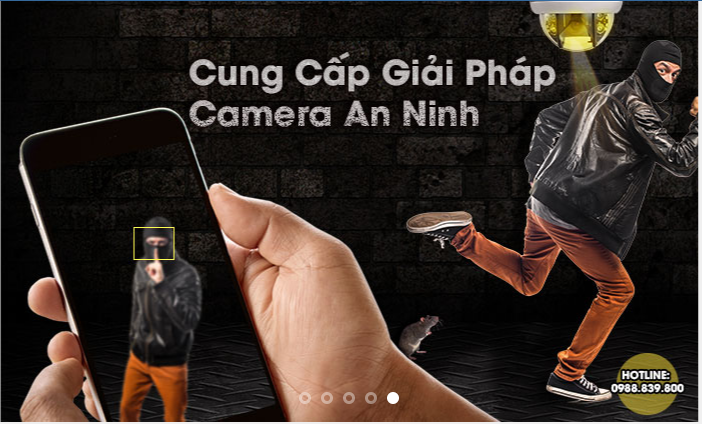 Cung Cấp Giải Pháp
Camera An Ninh
HOTLINE:
0988.839.800